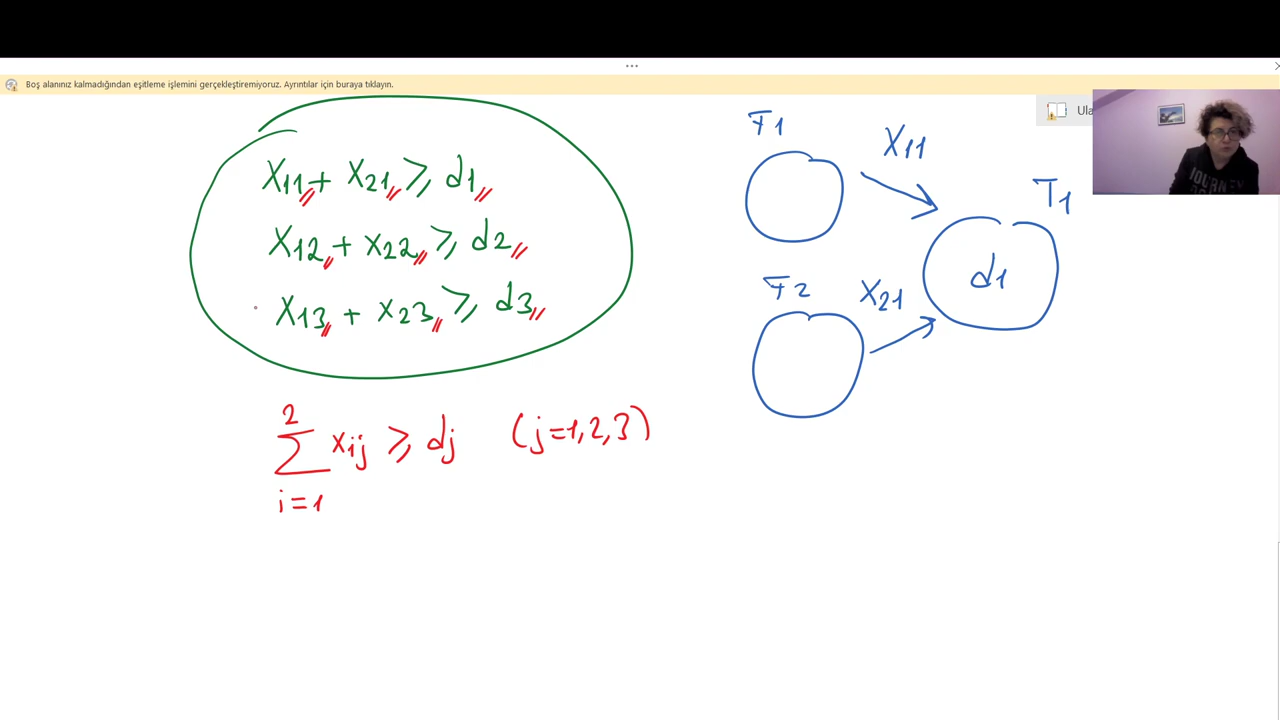 Boş alanınız kalmadığından eşitleme işlemini gerçekleştiremiyoruz. Ayrıntılar için buraya tıklayın.
x11 + x21 ≥ d1
x12 + x22 ≥ d2
x13 + x23 ≥ d3
2
∑ xij ≥ dj (j=1,2,3)
i=1
F1
x11
T1
d1
F2
x21
JOURNEY